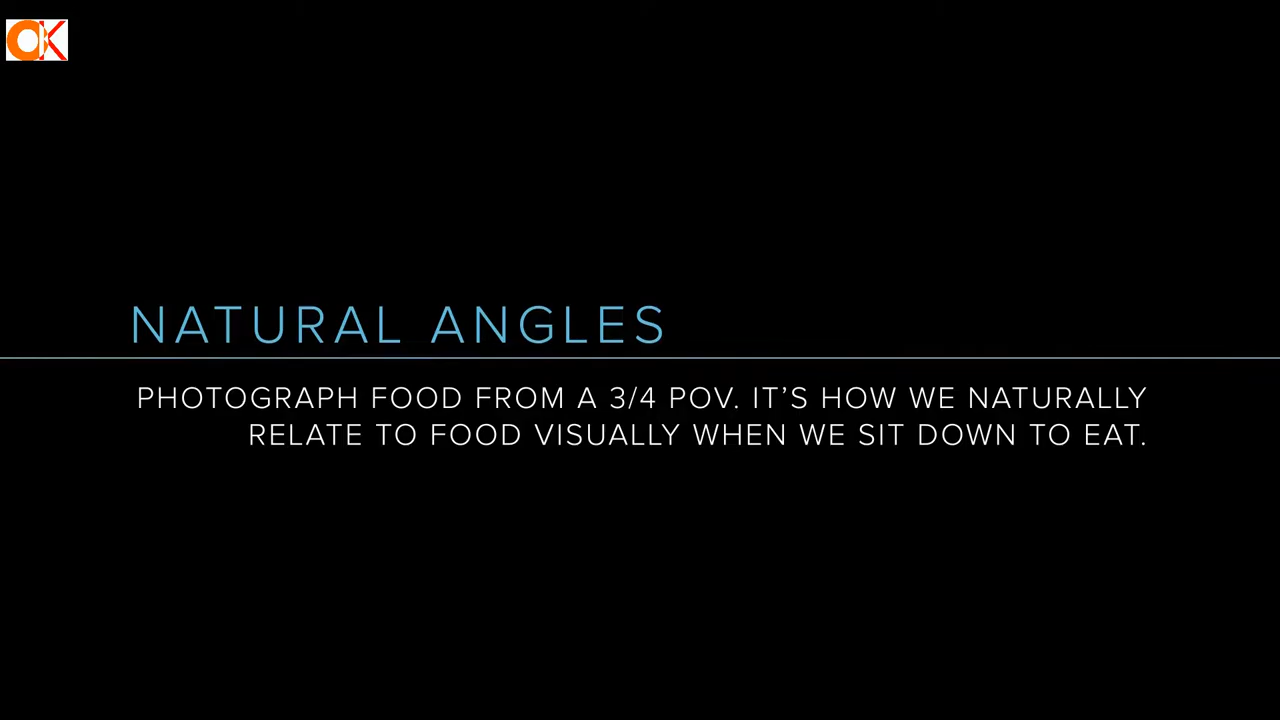 OK
NATURAL ANGLES
PHOTOGRAPH FOOD FROM A 3/4 POV. IT’S HOW WE NATURALLY
RELATE TO FOOD VISUALLY WHEN WE SIT DOWN TO EAT.